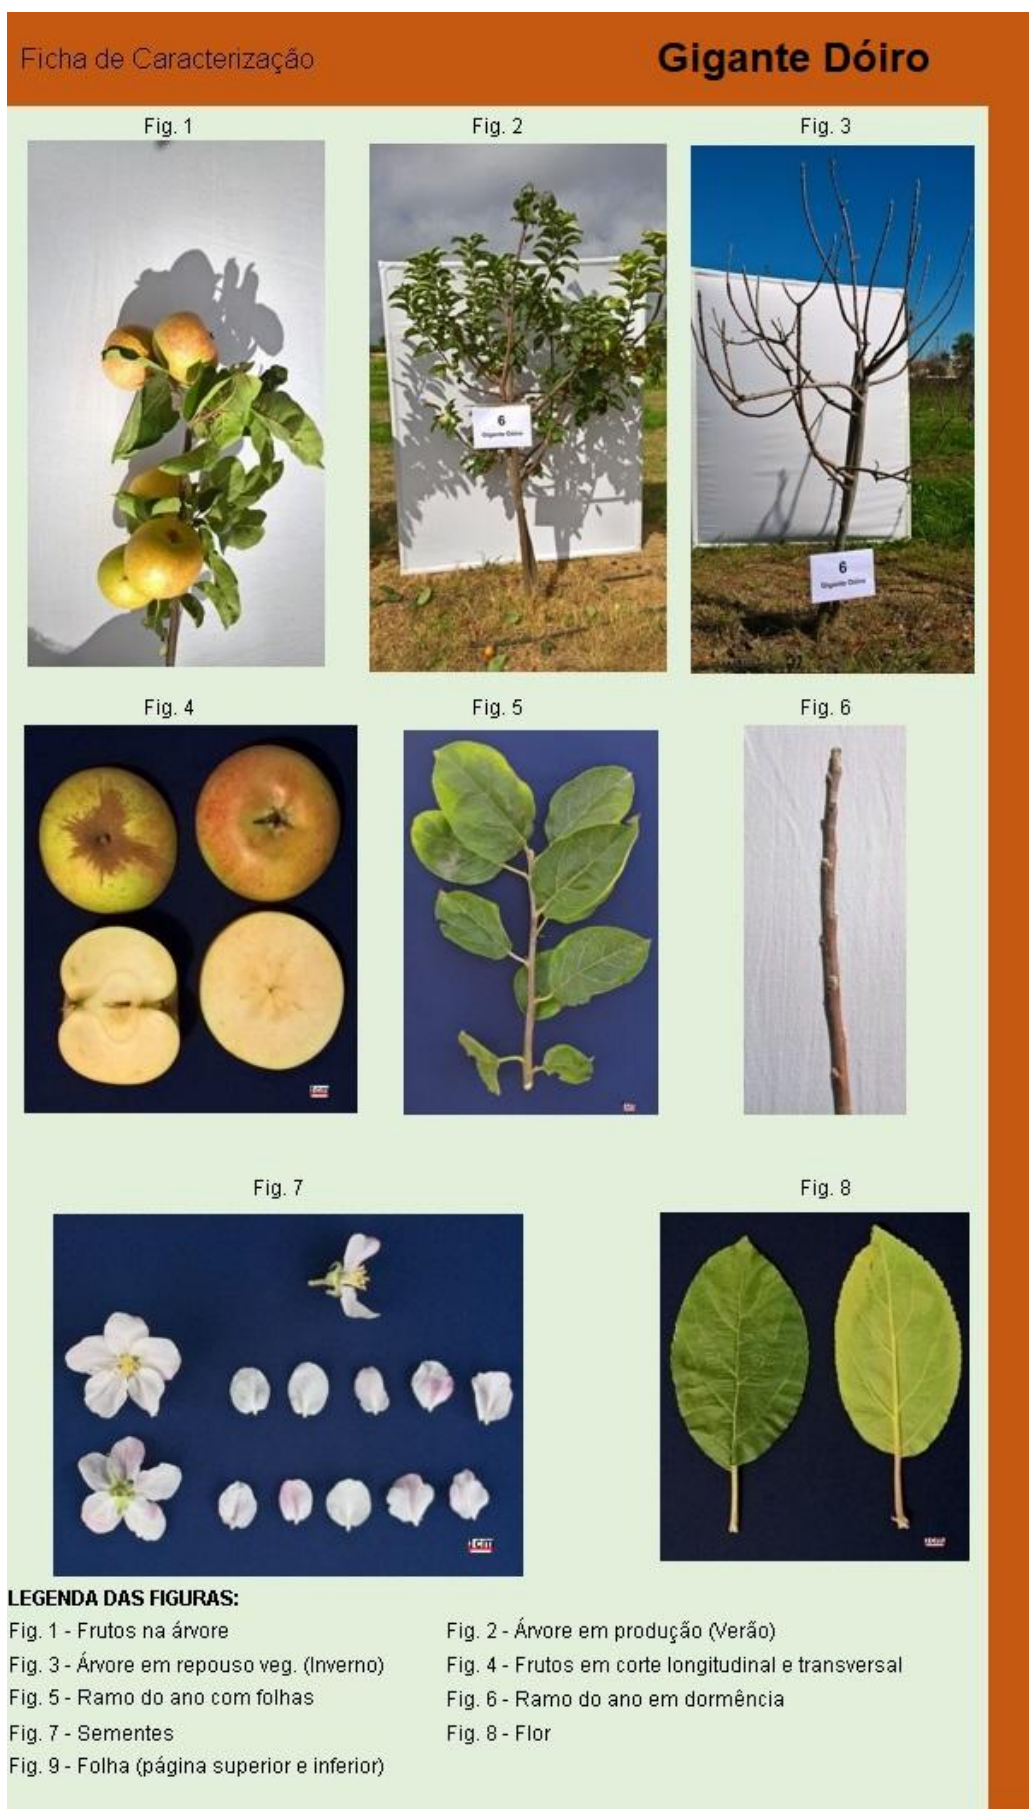 Ficha de Caracterização
Gigante Dóiro
Fig. 1
Fig. 2
Fig. 3
6
Gigante Dóiro
6
Gigante Dóiro
Fig. 4
Fig. 5
Fig. 6
Fig. 7
Fig. 8
1 cm
LEGENDA DAS FIGURAS:
Fig. 1 - Frutos na árvore
Fig. 2 - Árvore em produção (Verão)
Fig. 3 - Árvore em repouso veg. (Inverno)
Fig. 4 - Frutos em corte longitudinal e transversal
Fig. 5 - Ramo do ano com folhas
Fig. 6 - Ramo do ano em dormência
Fig. 7 - Sementes
Fig. 8 - Flor
Fig. 9 - Folha (página superior e inferior)